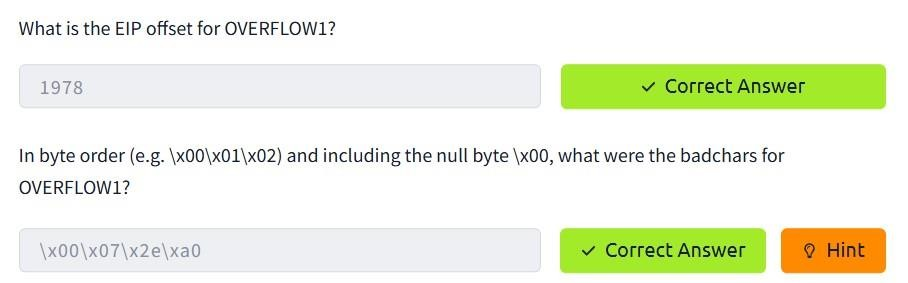 What is the EIP offset for OVERFLOW1?
1978
✓ Correct Answer
In byte order (e.g. \x00\x01\x02) and including the null byte \x00, what were the badchars for
OVERFLOW1?
\x00\x07\x2e\xa0
✓ Correct Answer
Hint